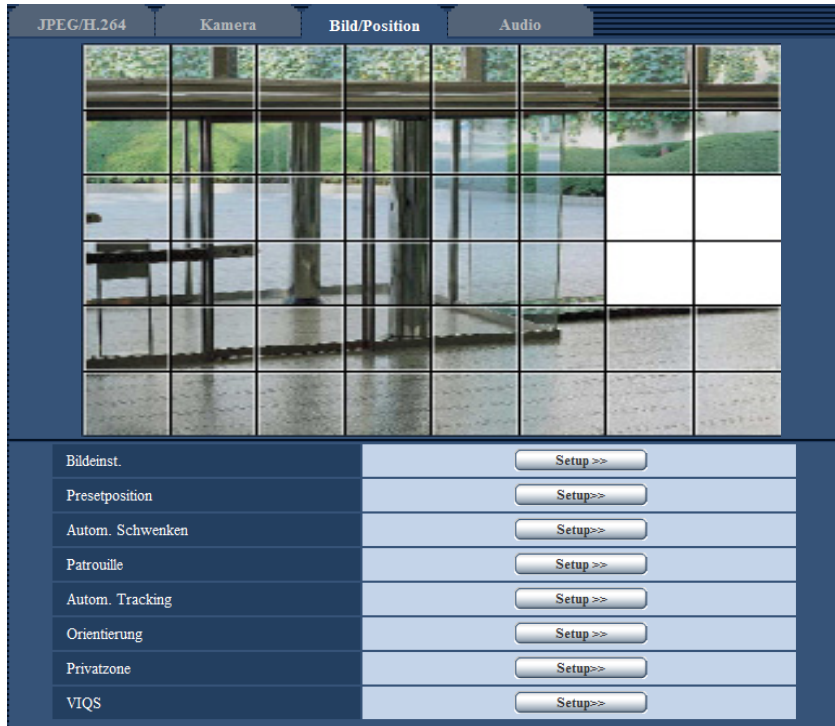 JPEG/H.264 Kamera Bild/Position Audio
Bildeinst. Setup >>
Presetposition Setup>>
Autom. Schwenken Setup>>
Patrouille Setup >>
Autom. Tracking Setup >>
Orientierung Setup >>
Privatzone Setup>>
VIQS Setup>>